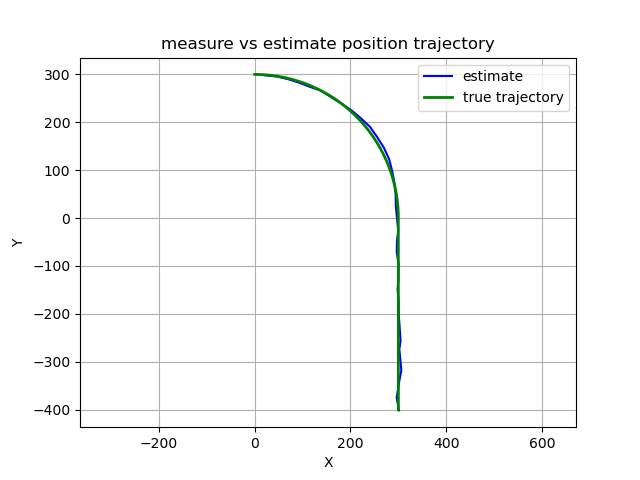 measure vs estimate position trajectory
estimate
true trajectory
300
200
100
0
−100
−200
−300
−400
Y
−200
0
200
400
600
X